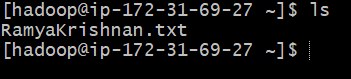 [hadoop@ip-172-31-69-27 ~]$ ls
RamyaKrishnan.txt
[hadoop@ip-172-31-69-27 ~]$